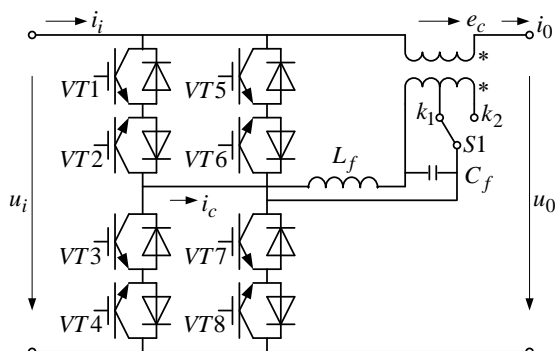 i_i e_c i_0
*
VT1 VT5
*
k_1 k_2
S1
VT2 VT6
L_f
C_f
u_i i_c u_0
VT3 VT7
VT4 VT8